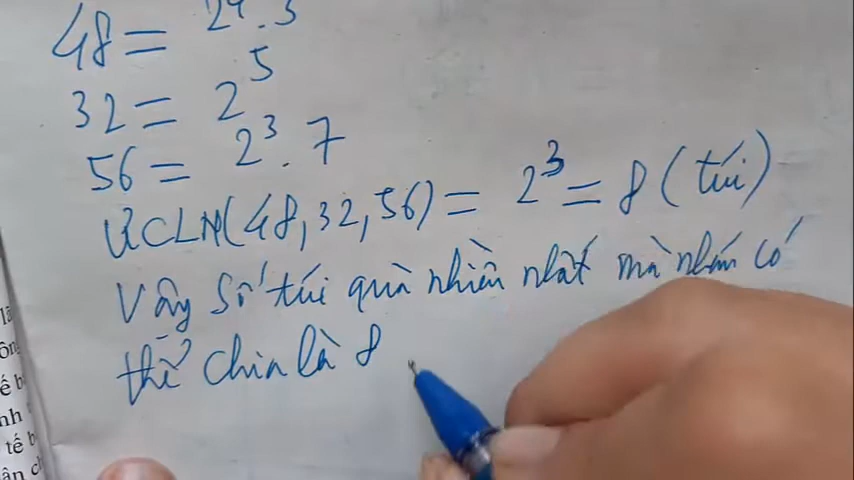 48 = 2⁴ . 3
32 = 2⁵
56 = 2³ . 7
ƯCLN(48,32,56) = 2³ = 8 (túi)
Vậy số túi quà nhiều nhất mà nhóm có
thể chia là 8